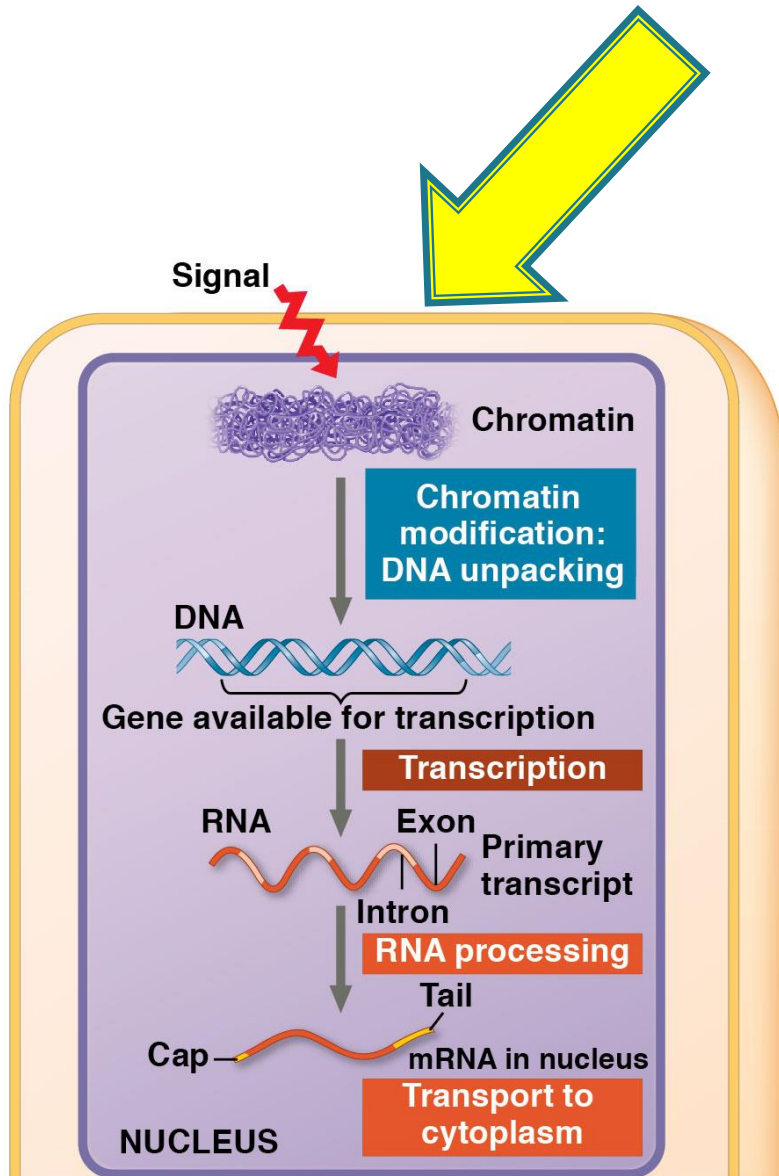 Signal
Chromatin
Chromatin
modification:
DNA unpacking
DNA
Gene available for transcription
Transcription
RNA
Exon
Primary
transcript
Intron
RNA processing
Tail
Cap
mRNA in nucleus
Transport to
cytoplasm
NUCLEUS